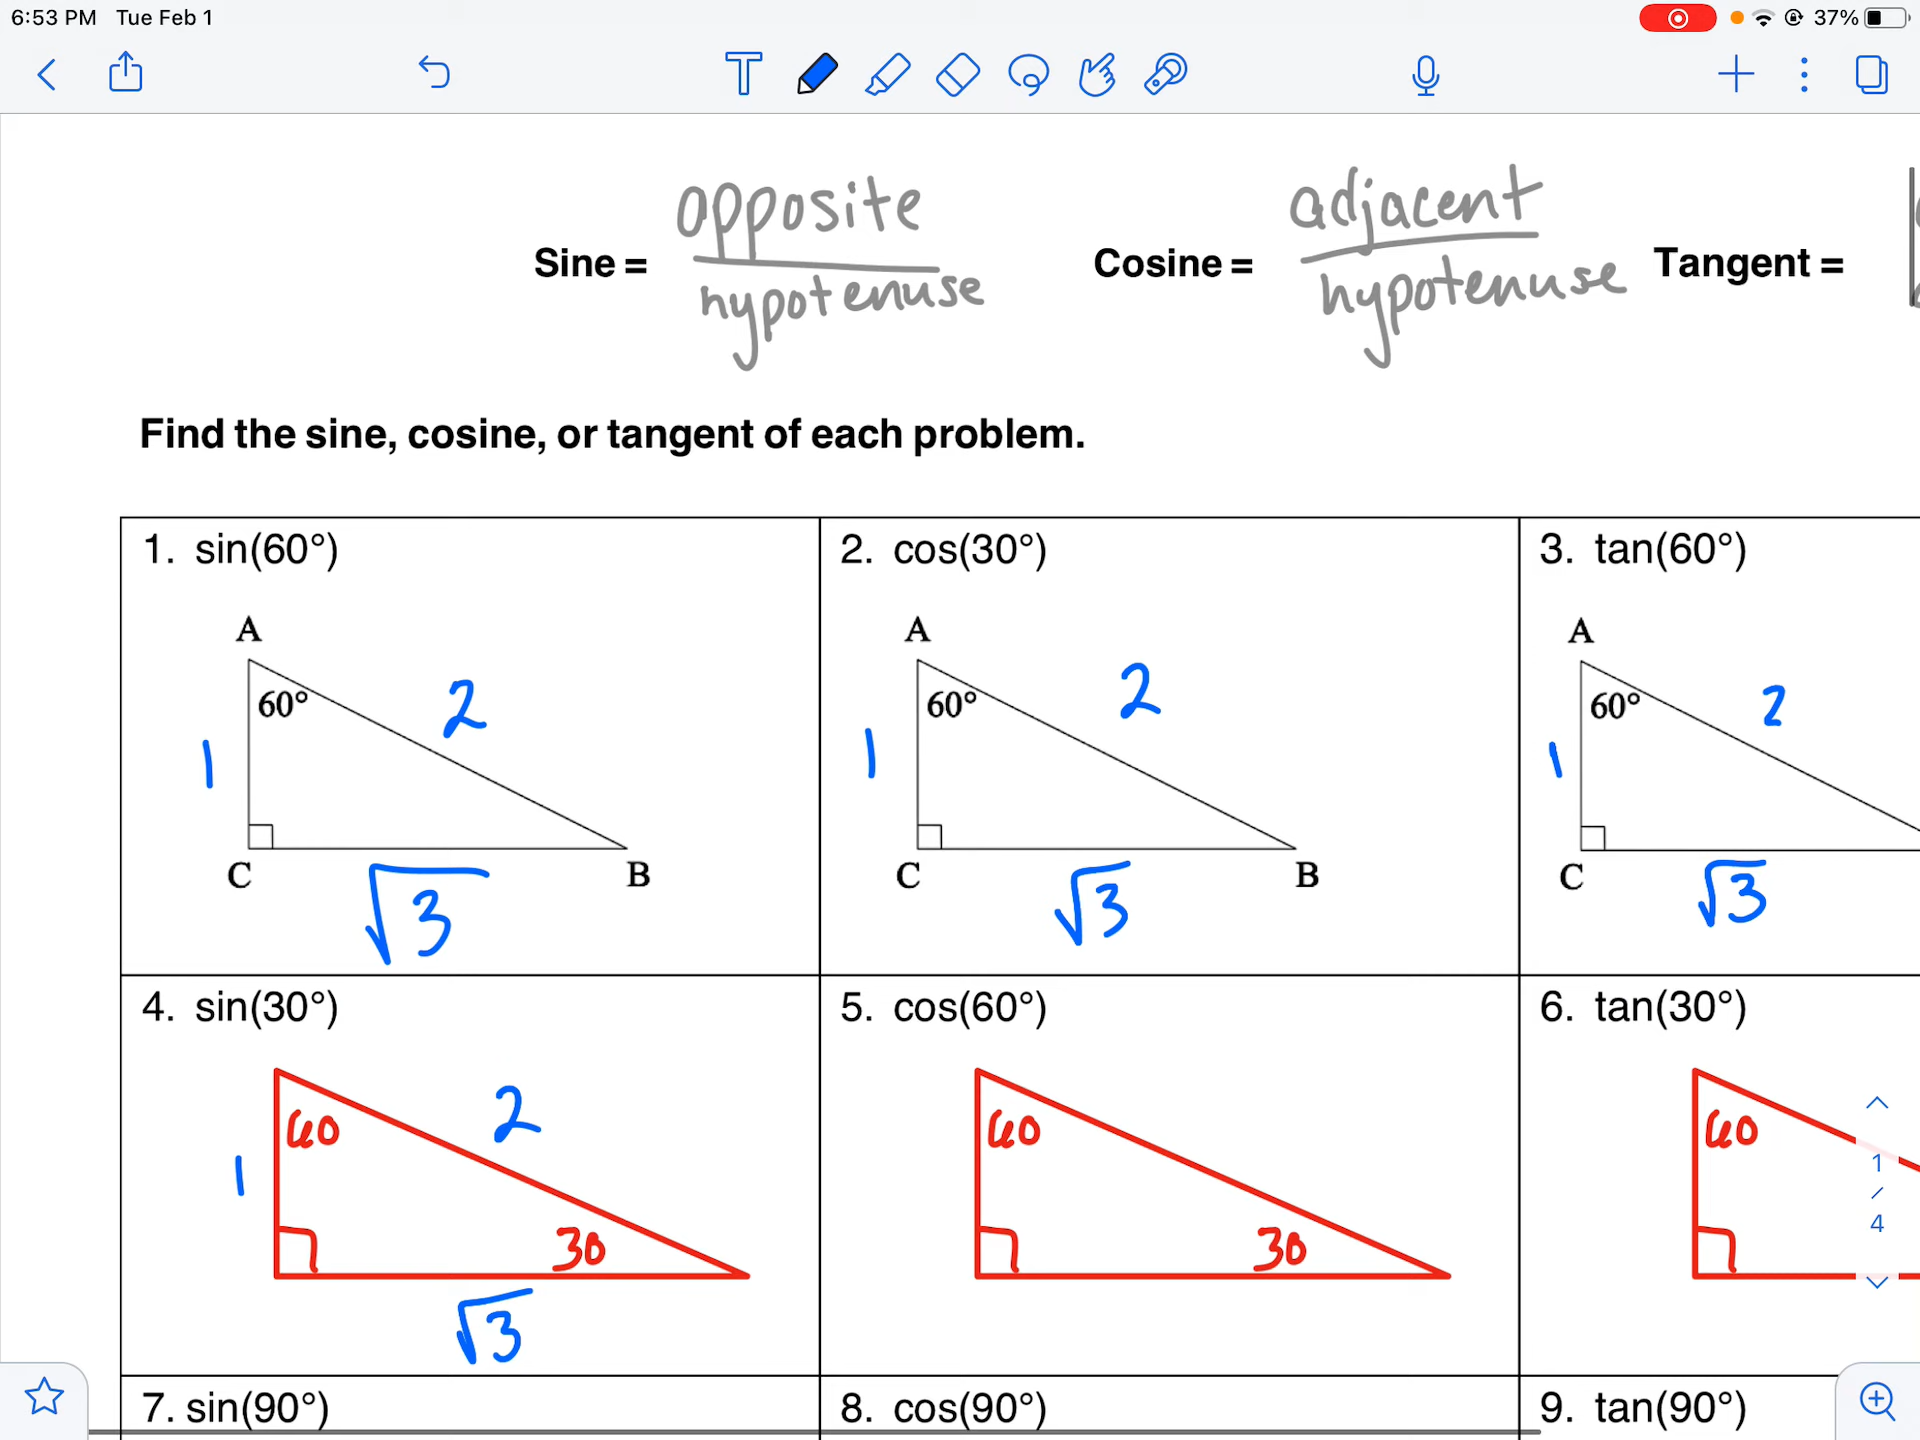 6:53 PM Tue Feb 1
37%
T
opposite
adjacent
Sine =
Cosine =
Tangent =
hypotenuse
hypotenuse
Find the sine, cosine, or tangent of each problem.
1. sin(60°)
A
60°
2
1
C
B
√3
2. cos(30°)
A
60°
2
1
C
B
√3
3. tan(60°)
A
60°
2
1
C
√3
4. sin(30°)
60
2
1
30
√3
5. cos(60°)
60
30
6. tan(30°)
60
1
/
4
7. sin(90°)
8. cos(90°)
9. tan(90°)